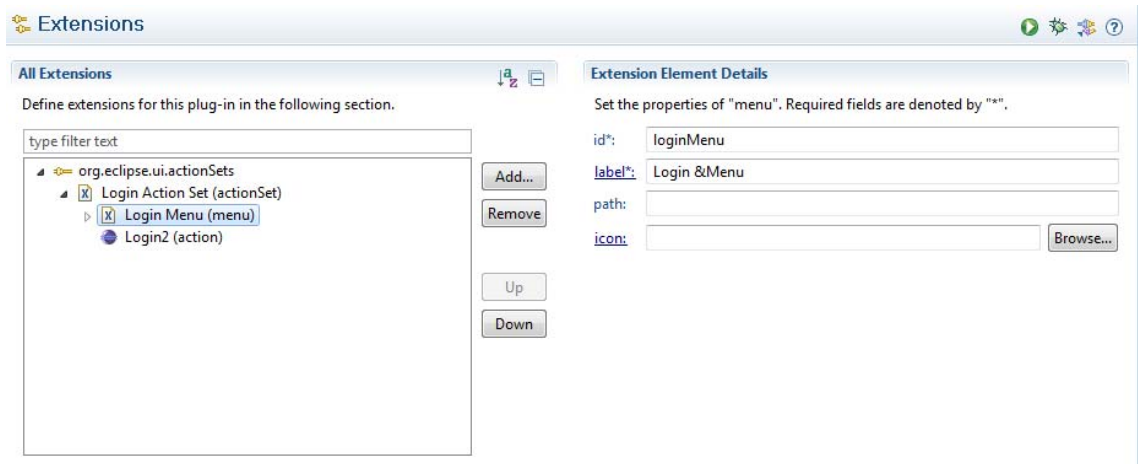 Extensions
All Extensions
Define extensions for this plug-in in the following section.
type filter text
org.eclipse.ui.actionSets
Login Action Set (actionSet)
Login Menu (menu)
Login2 (action)
Add...
Remove
Up
Down
Extension Element Details
Set the properties of "menu". Required fields are denoted by "*".
id*: loginMenu
label*: Login &Menu
path:
icon: Browse...